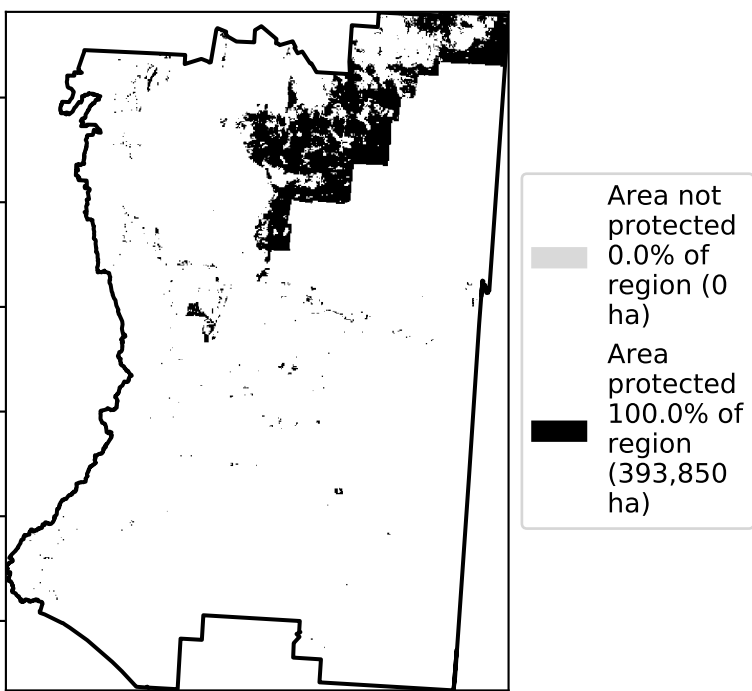 Area not
protected
0.0% of
region (0
ha)
Area
protected
100.0% of
region
(393,850
ha)